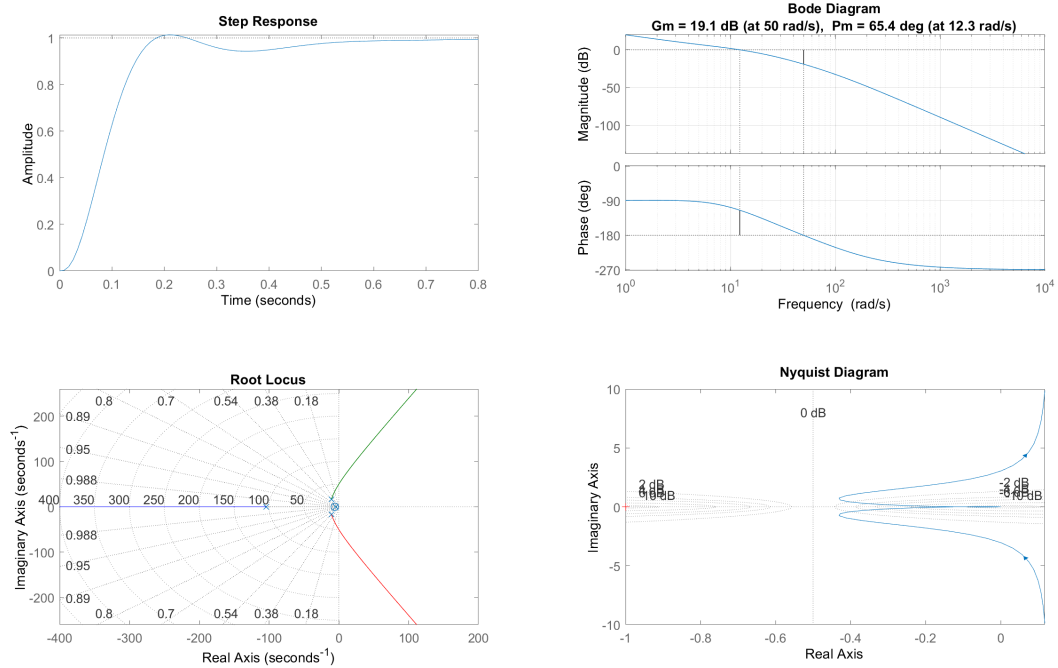 Step Response
1
0.8
0.6
0.4
0.2
0
Amplitude
0 0.1 0.2 0.3 0.4 0.5 0.6 0.7 0.8
Time (seconds)
Bode Diagram
Gm = 19.1 dB (at 50 rad/s), Pm = 65.4 deg (at 12.3 rad/s)
0
-50
-100
Magnitude (dB)
0
-90
-180
-270
Phase (deg)
10^0 10^1 10^2 10^3 10^4
Frequency (rad/s)
Root Locus
0.8 0.7 0.54 0.38 0.18
0.89
0.95
0.988
400 350 300 250 200 150 100 50
0.988
0.95
0.89
0.8 0.7 0.54 0.38 0.18
200
100
0
-100
-200
Imaginary Axis (seconds^-1)
-400 -300 -200 -100 0 100 200
Real Axis (seconds^-1)
Nyquist Diagram
0 dB
2 dB
-2 dB
10
5
0
-5
-10
Imaginary Axis
-1 -0.8 -0.6 -0.4 -0.2 0
Real Axis